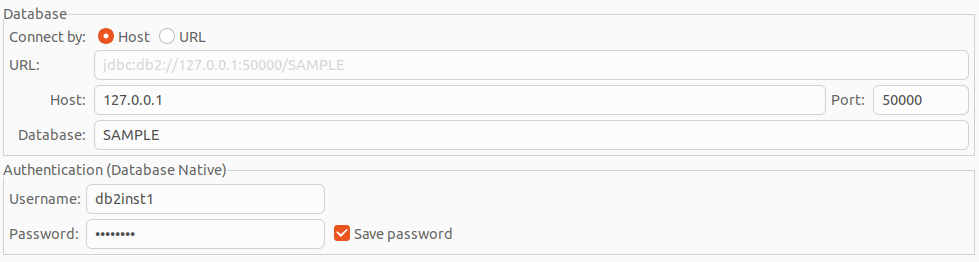 Database
Connect by: Host URL
URL: jdbc:db2://127.0.0.1:50000/SAMPLE
Host: 127.0.0.1 Port: 50000
Database: SAMPLE
Authentication (Database Native)
Username: db2inst1
Password: ••••••••  Save password